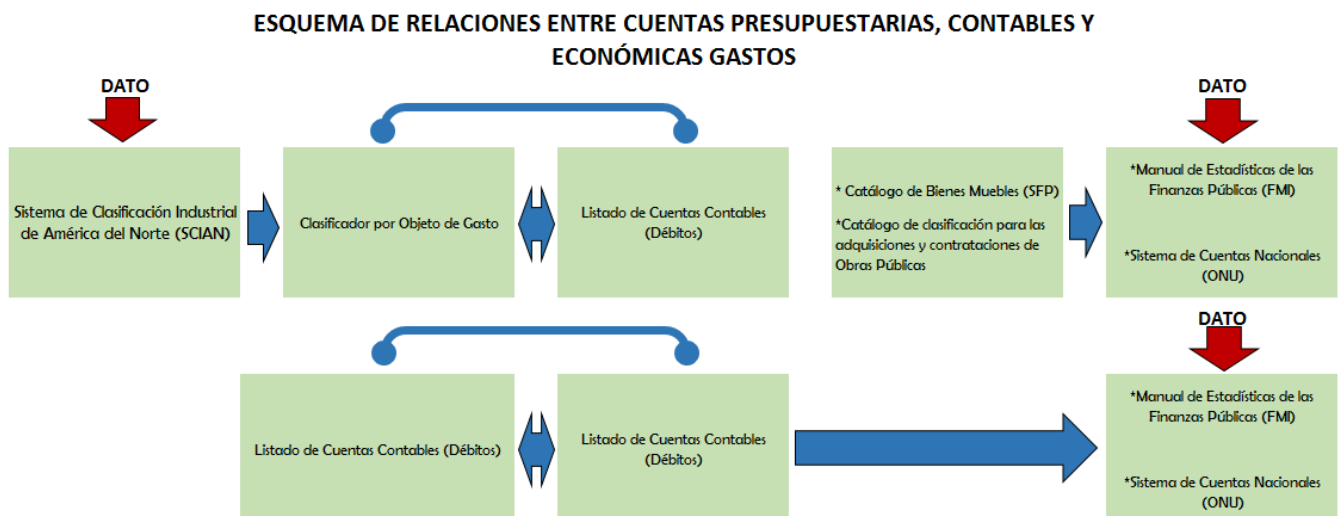 ESQUEMA DE RELACIONES ENTRE CUENTAS PRESUPUESTARIAS, CONTABLES Y
ECONÓMICAS GASTOS
DATO
DATO
Sistema de Clasificación Industrial
de América del Norte (SCIAN)
Clasificador por Objeto de Gasto
Listado de Cuentas Contables
(Débitos)
* Catálogo de Bienes Muebles (SFP)
*Catálogo de clasificación para las
adquisiciones y contrataciones de
Obras Públicas
*Manual de Estadísticas de las
Finanzas Públicas (FMI)
*Sistema de Cuentas Nacionales
(ONU)
DATO
Listado de Cuentas Contables (Débitos)
Listado de Cuentas Contables
(Débitos)
*Manual de Estadísticas de las
Finanzas Públicas (FMI)
*Sistema de Cuentas Nacionales
(ONU)